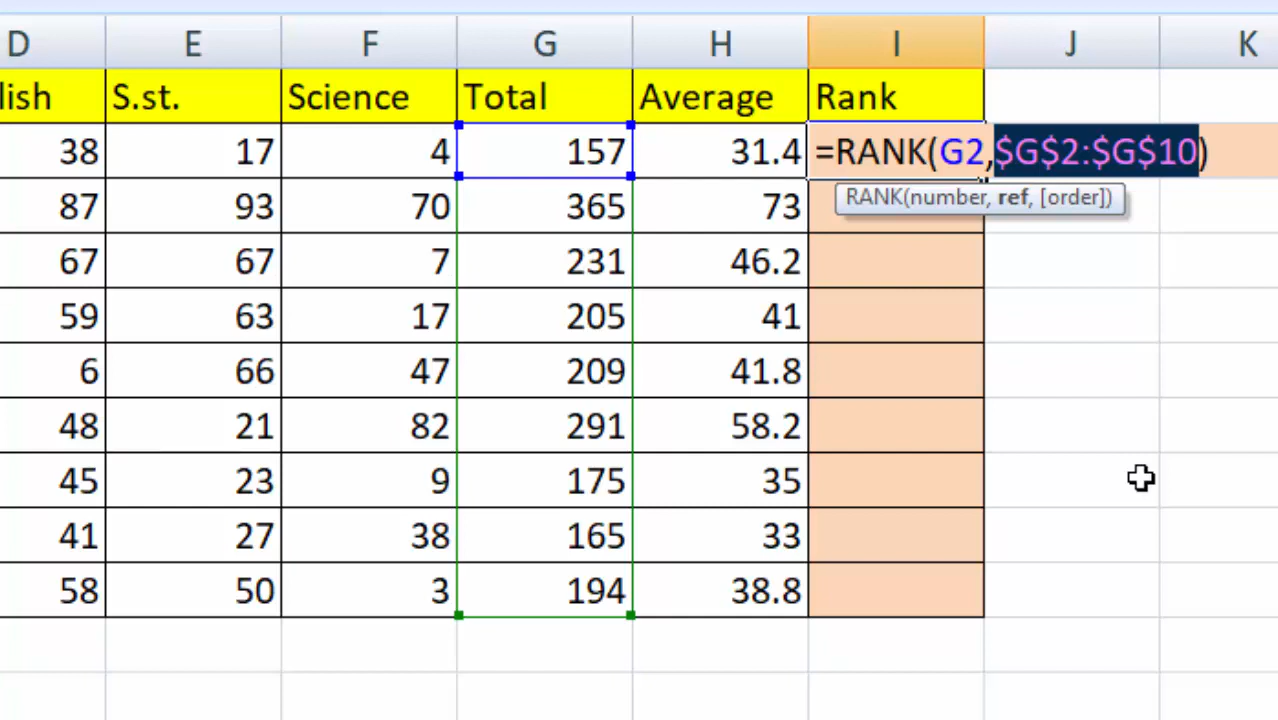 D E F G H I J K
lish S.st. Science Total Average Rank
38 17 4 157 31.4 =RANK(G2,$G$2:$G$10)
RANK(number, ref, [order])
87 93 70 365 73
67 67 7 231 46.2
59 63 17 205 41
6 66 47 209 41.8
48 21 82 291 58.2
45 23 9 175 35
41 27 38 165 33
58 50 3 194 38.8